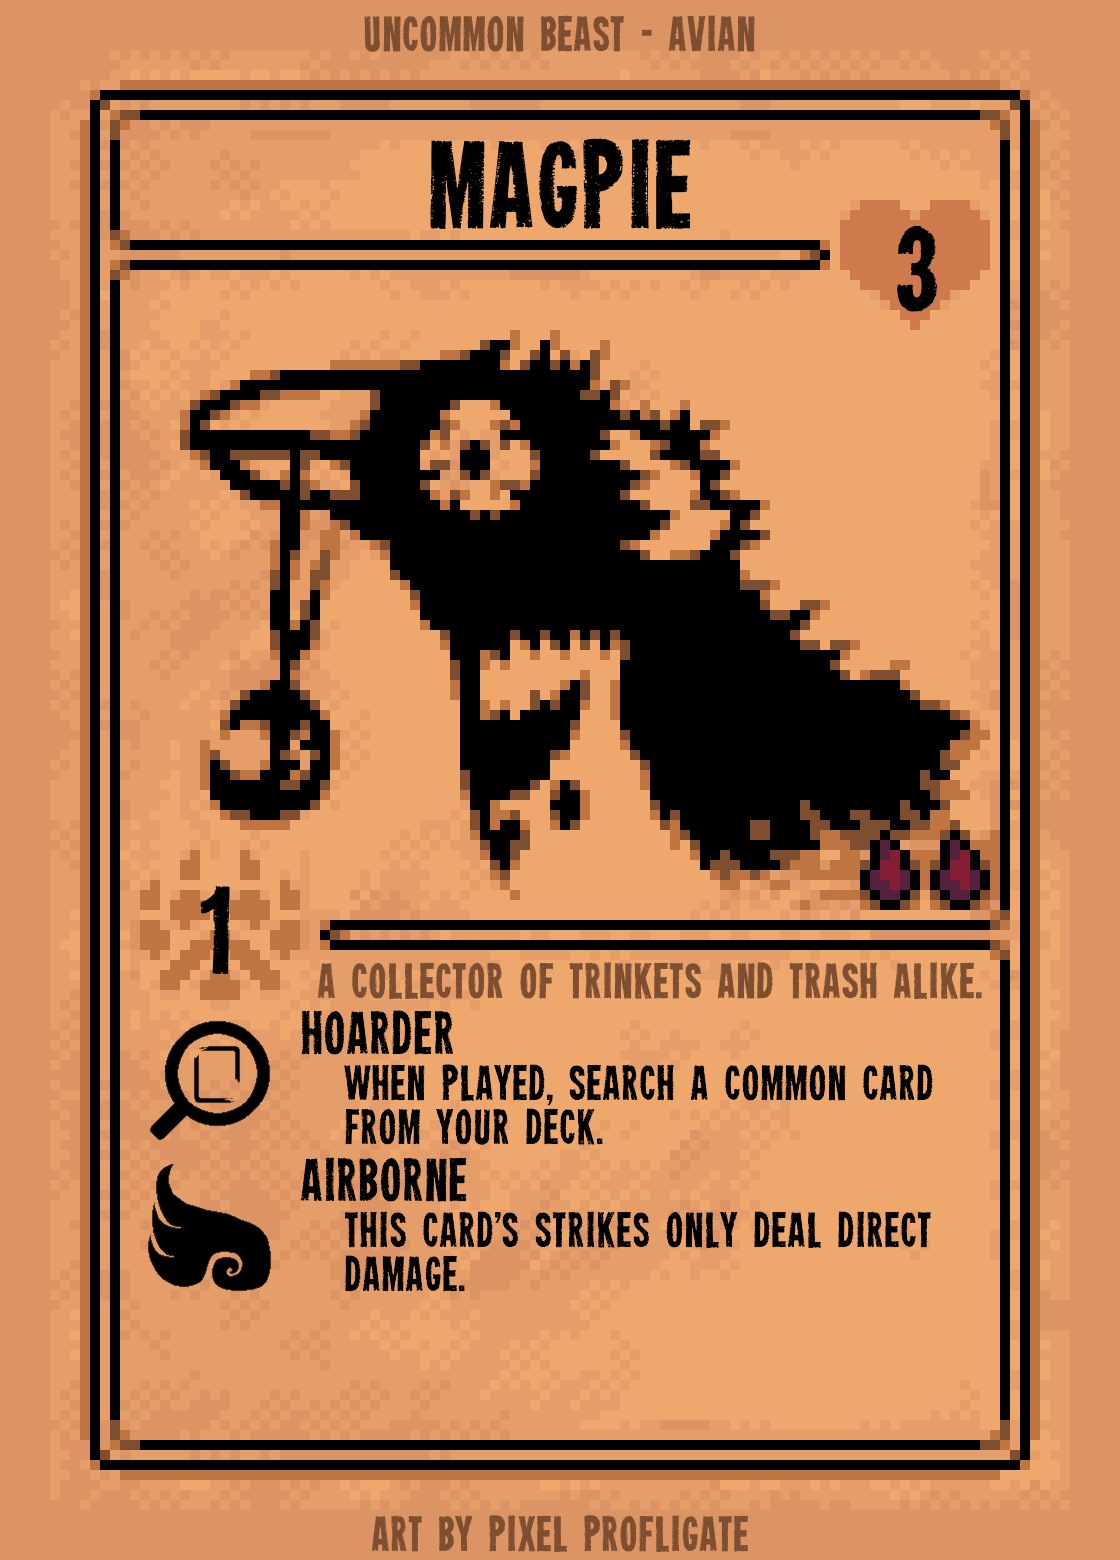 UNCOMMON BEAST - AVIAN
MAGPIE
3
1
A COLLECTOR OF TRINKETS AND TRASH ALIKE.
HOARDER
WHEN PLAYED, SEARCH A COMMON CARD
FROM YOUR DECK.
AIRBORNE
THIS CARD'S STRIKES ONLY DEAL DIRECT
DAMAGE.
ART BY PIXEL PROFLIGATE